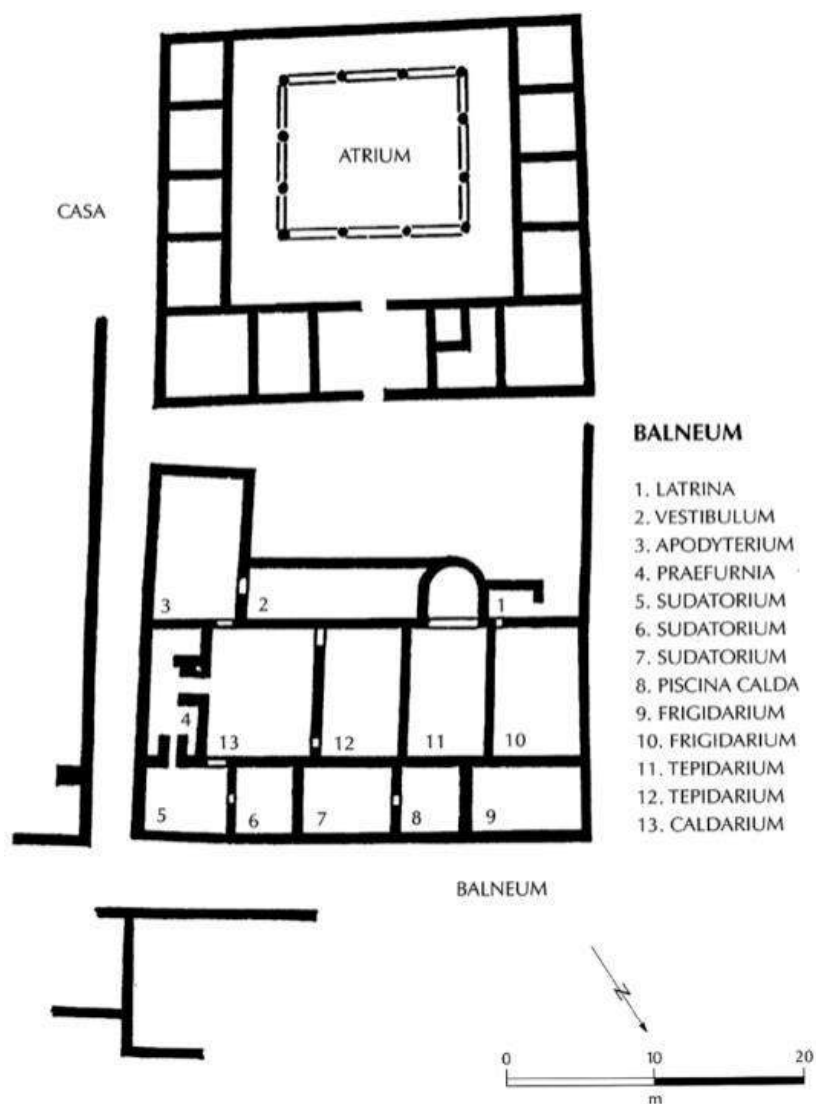 ATRIUM
CASA
BALNEUM
1. LATRINA
2. VESTIBULUM
3. APODYTERIUM
4. PRAEFURNIA
5. SUDATORIUM
6. SUDATORIUM
7. SUDATORIUM
8. PISCINA CALDA
9. FRIGIDARIUM
10. FRIGIDARIUM
11. TEPIDARIUM
12. TEPIDARIUM
13. CALDARIUM
3 2 1
4 13 12 11 10
5 6 7 8 9
BALNEUM
N
0 10 20
m